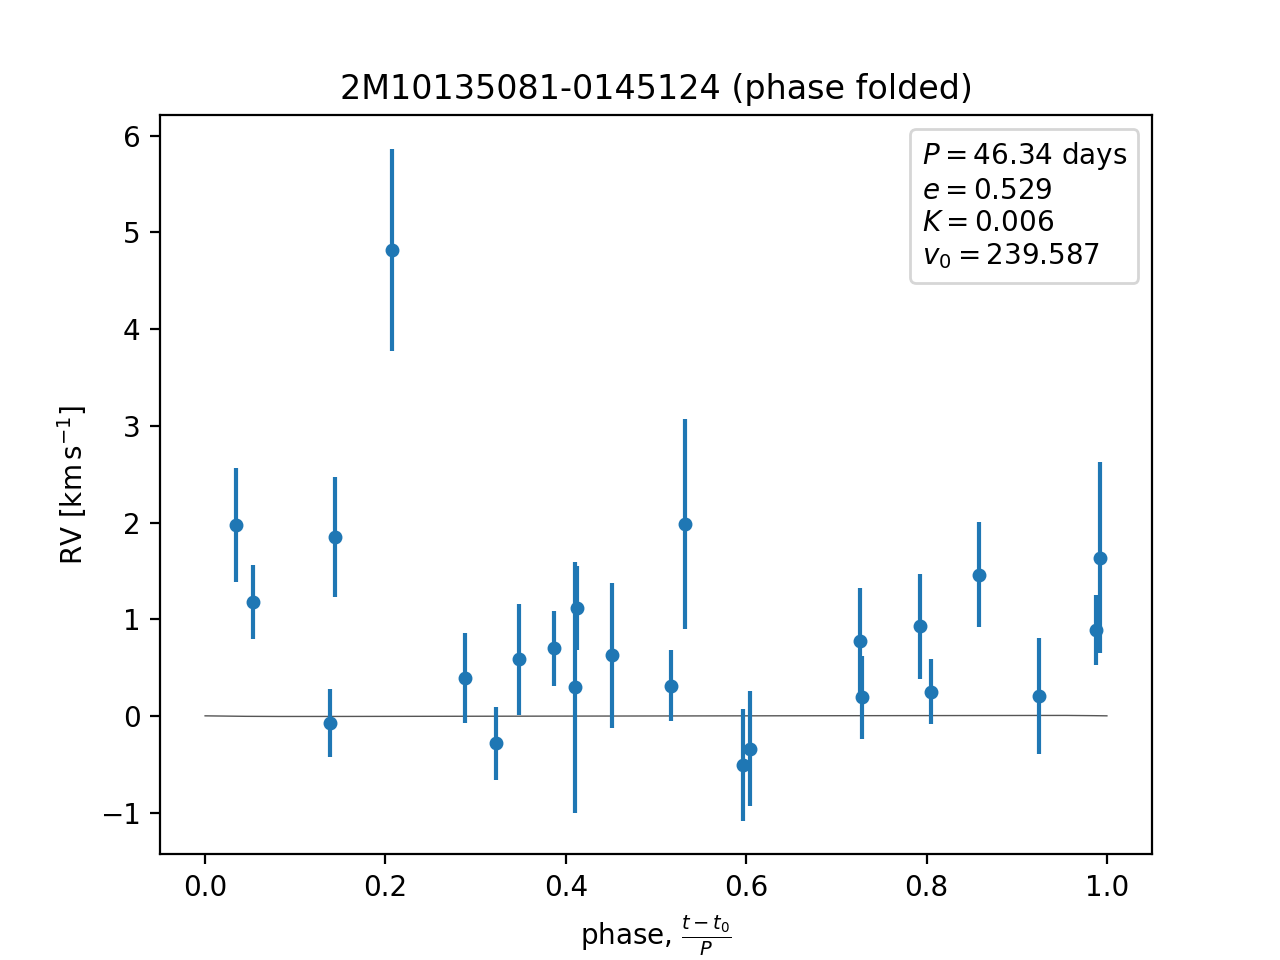 2M10135081-0145124 (phase folded)
P = 46.34 days
e = 0.529
K = 0.006
v₀ = 239.587
RV [km s⁻¹]
6
5
4
3
2
1
0
−1
0.0 0.2 0.4 0.6 0.8 1.0
phase, (t − t₀)/P